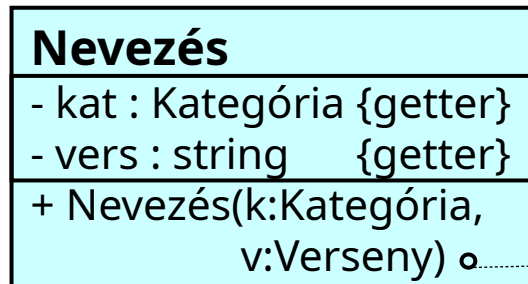 Nevezés
- kat : Kategória {getter}
- vers : string {getter}
+ Nevezés(k:Kategória,
v:Verseny)